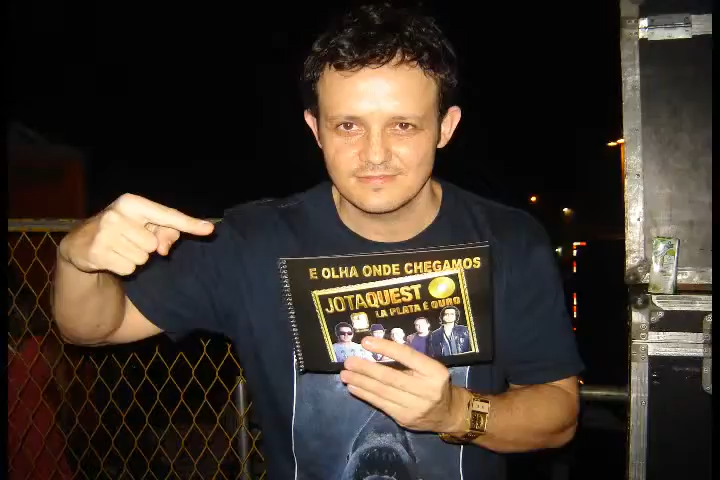 E OLHA ONDE CHEGAMOS
JOTAQUEST
LA PLATA É OURO